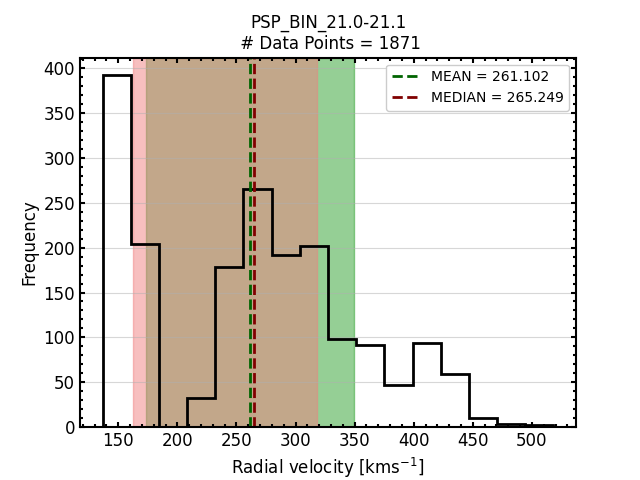 PSP_BIN_21.0-21.1
# Data Points = 1871
MEAN = 261.102
MEDIAN = 265.249
400
350
300
250
200
150
100
50
0
Frequency
150 200 250 300 350 400 450 500
Radial velocity [kms⁻¹]